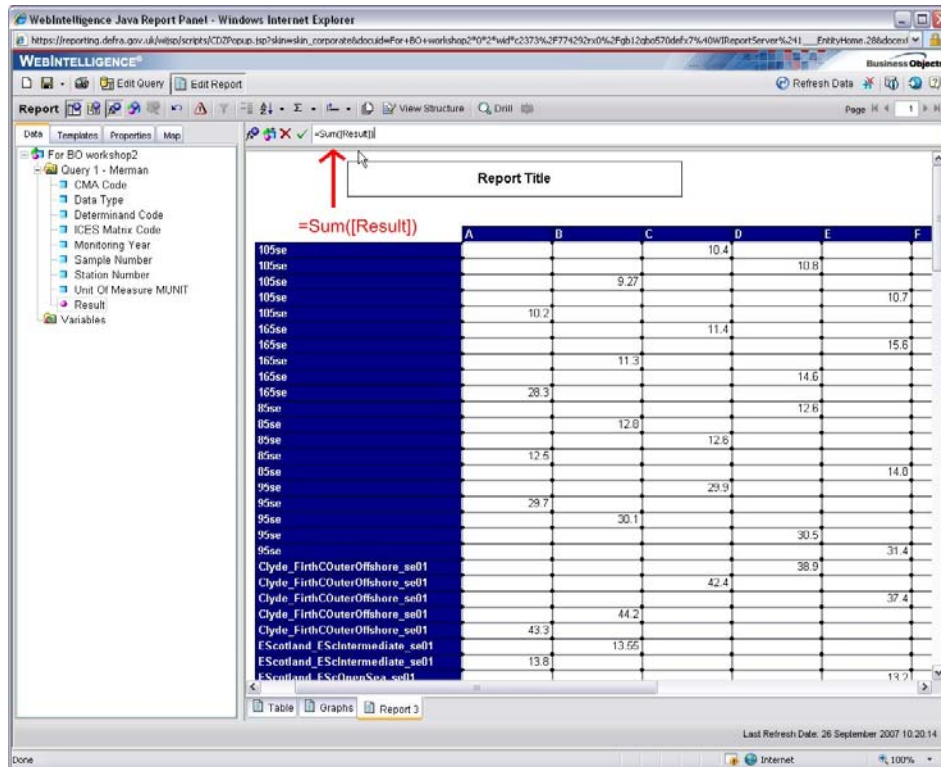 WebIntelligence Java Report Panel - Windows Internet Explorer
WEBINTELLIGENCE®
Business Objects
Edit Query Edit Report
Refresh Data
Report
View Structure Drill
Page 1
Data Templates Properties Map
=Sum([Result])
For BO workshop2
Query 1 - Merman
CMA Code
Data Type
Determinand Code
ICES Matrix Code
Monitoring Year
Sample Number
Station Number
Unit Of Measure MUNIT
Result
Variables
Report Title
=Sum([Result])
A B C D E F
105se 10.4
105se 10.8
105se 9.27
105se 10.7
105se 10.2
165se 11.4
165se 15.6
165se 11.3
165se 14.6
165se 28.3
85se 12.6
85se 12.8
85se 12.6
85se 12.5
85se 14.8
95se 29.9
95se 29.7
95se 30.1
95se 30.5
95se 31.4
Clyde_FirthCOuterOffshore_se01 38.9
Clyde_FirthCOuterOffshore_se01 42.4
Clyde_FirthCOuterOffshore_se01 37.4
Clyde_FirthCOuterOffshore_se01 44.2
Clyde_FirthCOuterOffshore_se01 43.3
EScotland_EScIntermediate_se01 13.55
EScotland_EScIntermediate_se01 13.8
EScotland_EScOpenSea_se01 13.2
Table Graphs Report 3
Last Refresh Date: 26 September 2007 10:20:14
Done Internet 100%